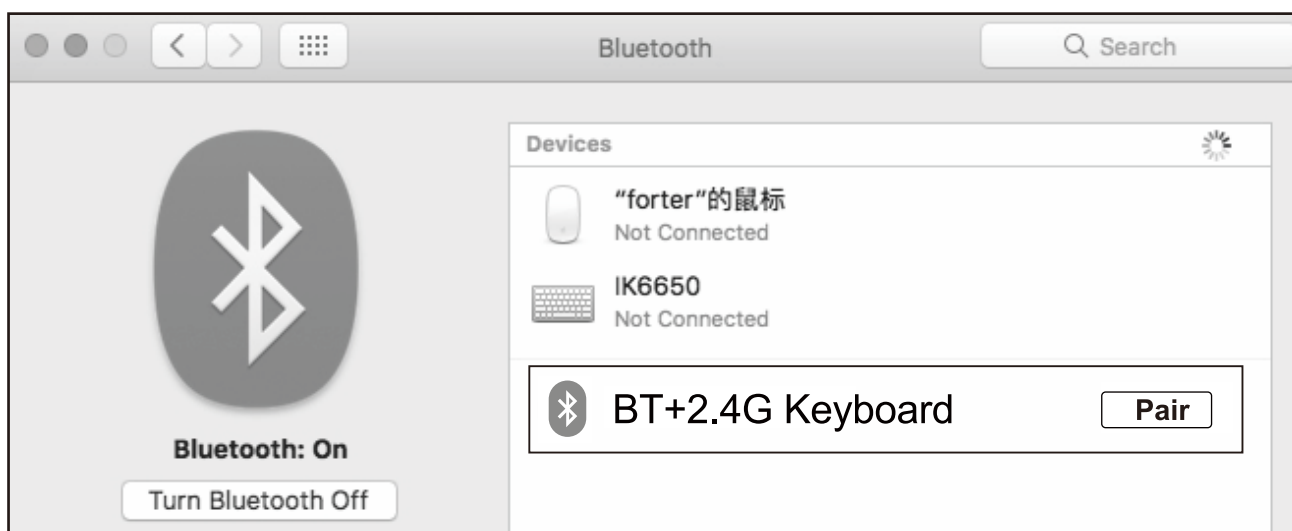 Bluetooth
Search
Devices
“forter”的鼠标
Not Connected
IK6650
Not Connected
BT+2.4G Keyboard
Pair
Bluetooth: On
Turn Bluetooth Off